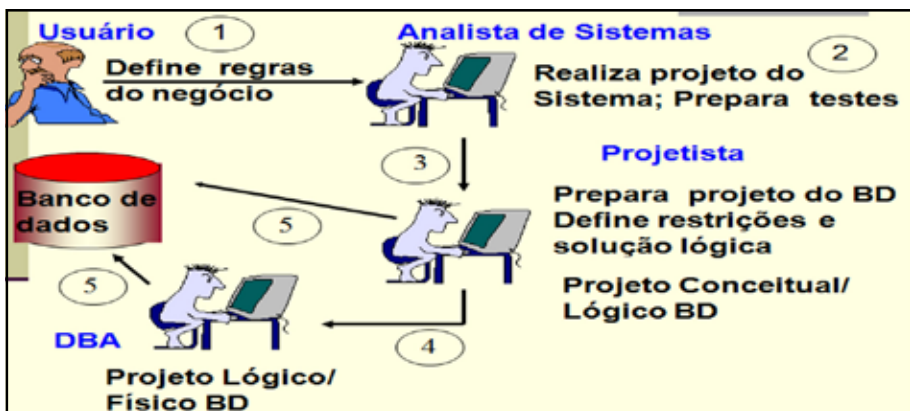 Usuário
1
Define regras
do negócio
Analista de Sistemas
2
Realiza projeto do
Sistema; Prepara testes
3
Projetista
Prepara projeto do BD
Define restrições e
solução lógica
Projeto Conceitual/
Lógico BD
Banco de
dados
5
5
DBA
4
Projeto Lógico/
Físico BD